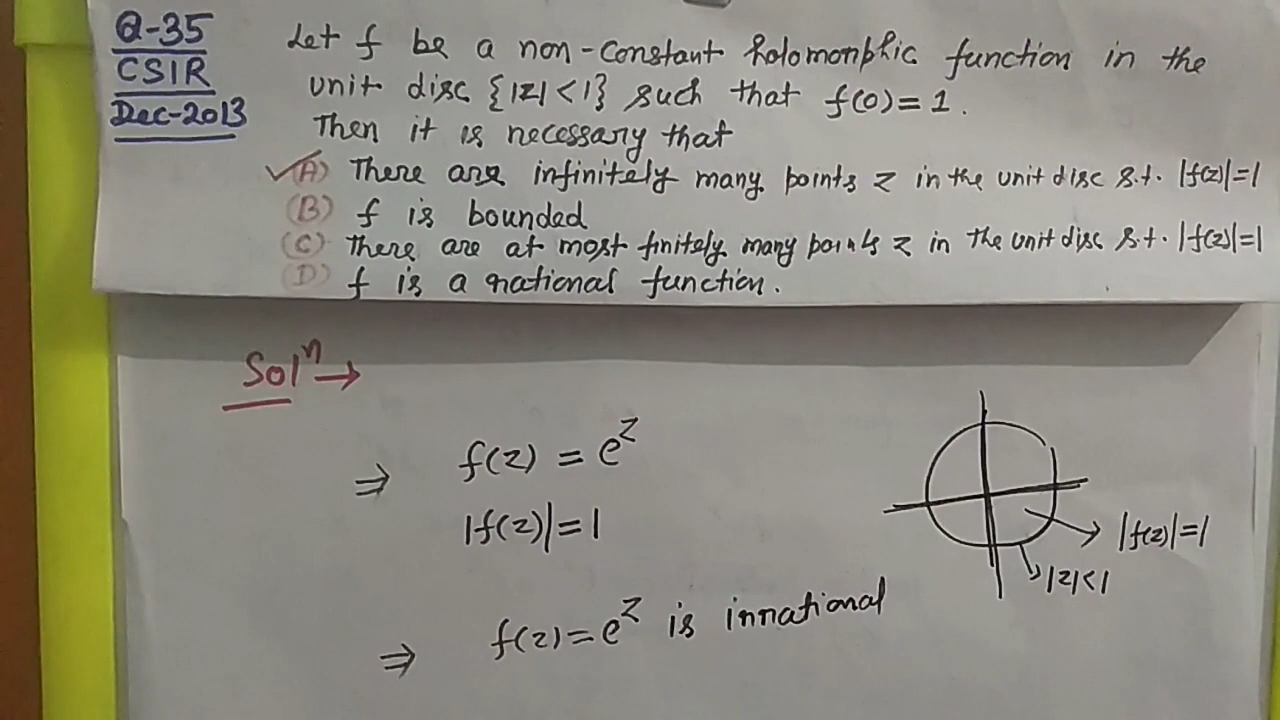 Q-35
CSIR
Dec-2013
Let f be a non-constant holomorphic function in the
unit disc {|z|<1} such that f(0)=1.
Then it is necessary that
(A) There are infinitely many points z in the unit disc s.t. |f(z)|=1
(B) f is bounded
(C) There are at most finitely many points z in the unit disc s.t. |f(z)|=1
(D) f is a rational function.
Solⁿ→
⇒ f(z) = e^z
|f(z)|=1
|f(z)|=1
|z|<1
⇒ f(z)=e^z is irrational